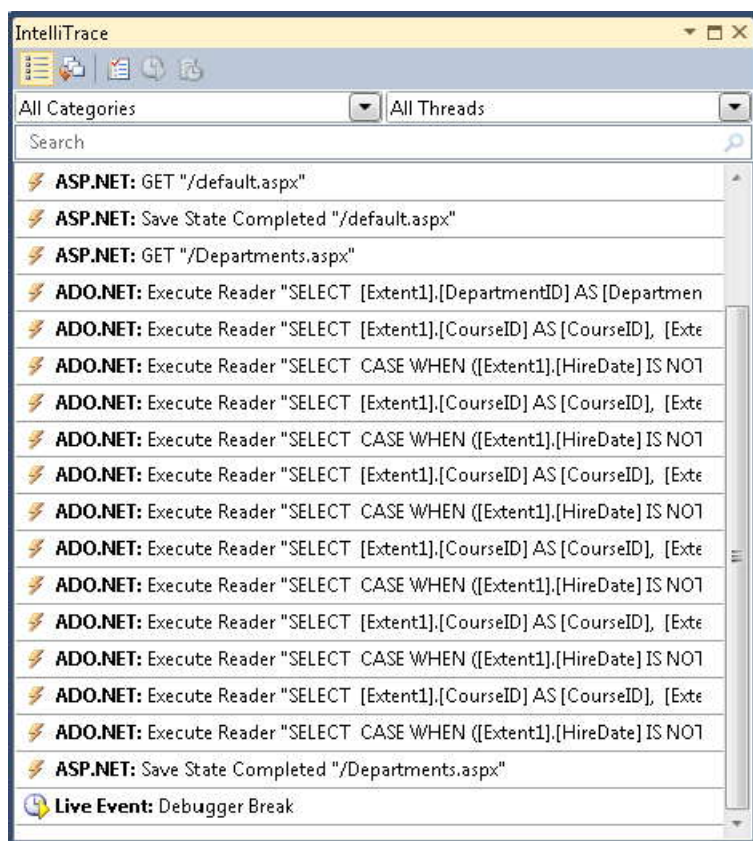 IntelliTrace
All Categories All Threads
Search
ASP.NET: GET "/default.aspx"
ASP.NET: Save State Completed "/default.aspx"
ASP.NET: GET "/Departments.aspx"
ADO.NET: Execute Reader "SELECT [Extent1].[DepartmentID] AS [Departmen
ADO.NET: Execute Reader "SELECT [Extent1].[CourseID] AS [CourseID], [Exte
ADO.NET: Execute Reader "SELECT CASE WHEN ([Extent1].[HireDate] IS NOT
ADO.NET: Execute Reader "SELECT [Extent1].[CourseID] AS [CourseID], [Exte
ADO.NET: Execute Reader "SELECT CASE WHEN ([Extent1].[HireDate] IS NOT
ADO.NET: Execute Reader "SELECT [Extent1].[CourseID] AS [CourseID], [Exte
ADO.NET: Execute Reader "SELECT CASE WHEN ([Extent1].[HireDate] IS NOT
ADO.NET: Execute Reader "SELECT [Extent1].[CourseID] AS [CourseID], [Exte
ADO.NET: Execute Reader "SELECT CASE WHEN ([Extent1].[HireDate] IS NOT
ADO.NET: Execute Reader "SELECT [Extent1].[CourseID] AS [CourseID], [Exte
ADO.NET: Execute Reader "SELECT CASE WHEN ([Extent1].[HireDate] IS NOT
ADO.NET: Execute Reader "SELECT [Extent1].[CourseID] AS [CourseID], [Exte
ADO.NET: Execute Reader "SELECT CASE WHEN ([Extent1].[HireDate] IS NOT
ASP.NET: Save State Completed "/Departments.aspx"
Live Event: Debugger Break